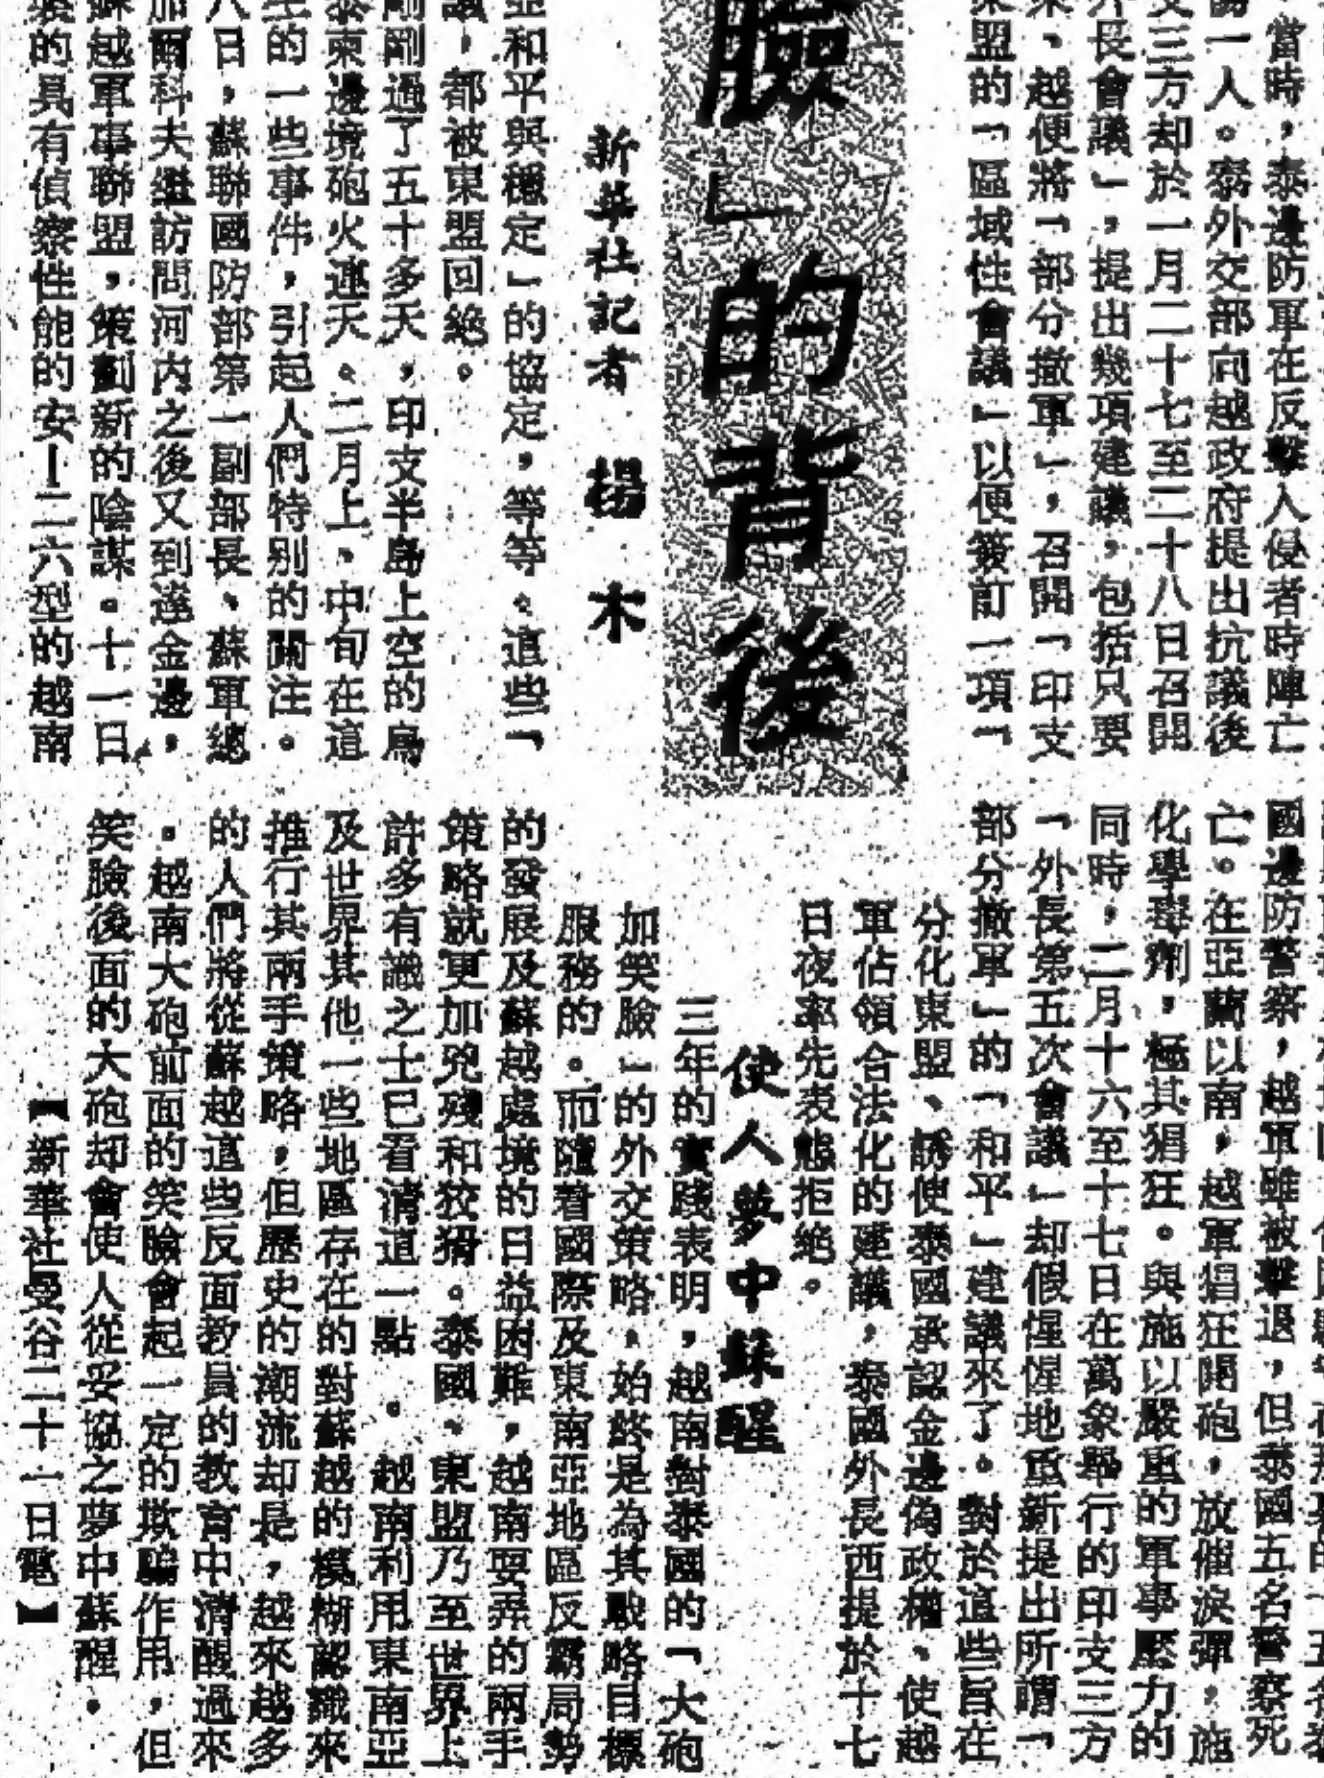 ，當時，泰邊防軍在反擊入侵者時陣亡
傷一人。泰外交部向越政府提出抗議後
支三方却於一月二十七至二十八日召開
外長會議」，提出幾項建議，包括只要
、越便將「部分撤軍」，召開「印支
東盟的「區域性會議」以便簽訂一項「
臉」的背後
新華社記者 楊木
亞和平與穩定」的協定，等等。這些「
議，都被東盟回絶。
剛剛過了五十多天，印支半島上空的烏
泰柬邊境砲火連天。二月上、中旬在這
生的一些事件，引起人們特別的關注。
八日，蘇聯國防部第一副部長、蘇軍總
加爾科夫繼訪問河內之後又到達金邊，
蘇越軍事聯盟，策劃新的陰謀。十一日
的具有偵察性能的安—二六型的越南
國邊防警察，越軍雖被擊退，但泰國五名警察死
亡。在亞蘭以南，越軍猖狂開砲，放催淚彈，施
化學毒劑，極其猖狂。與施以嚴重的軍事壓力的
同時，二月十六至十七日在萬象舉行的印支三方
「外長第五次會議」却假惺惺地重新提出所謂「
部分撤軍」的「和平」建議來了。對於這些旨在
分化東盟、誘使泰國承認金邊偽政權、使越
軍佔領合法化的建議，泰國外長西提於十七
日夜率先表態拒絶。
使人夢中蘇醒
三年的實踐表明，越南對泰國的「大砲
加笑臉」的外交策略，始終是為其戰略目標
服務的。而隨着國際及東南亞地區反霸局勢
的發展及蘇越處境的日益困難，越南耍弄的兩手
策略就更加兇殘和狡猾。泰國、東盟乃至世界上
許多有識之士已看清這一點。越南利用東南亞
及世界其他一些地區存在的對蘇越的模糊認識來
推行其兩手策略，但歷史的潮流却是，越來越多
的人們將從蘇越這些反面教員的教育中清醒過來
。越南大砲前面的笑臉會起一定的欺騙作用，但
笑臉後面的大砲却會使人從妥協之夢中蘇醒。
【新華社曼谷二十一日電】